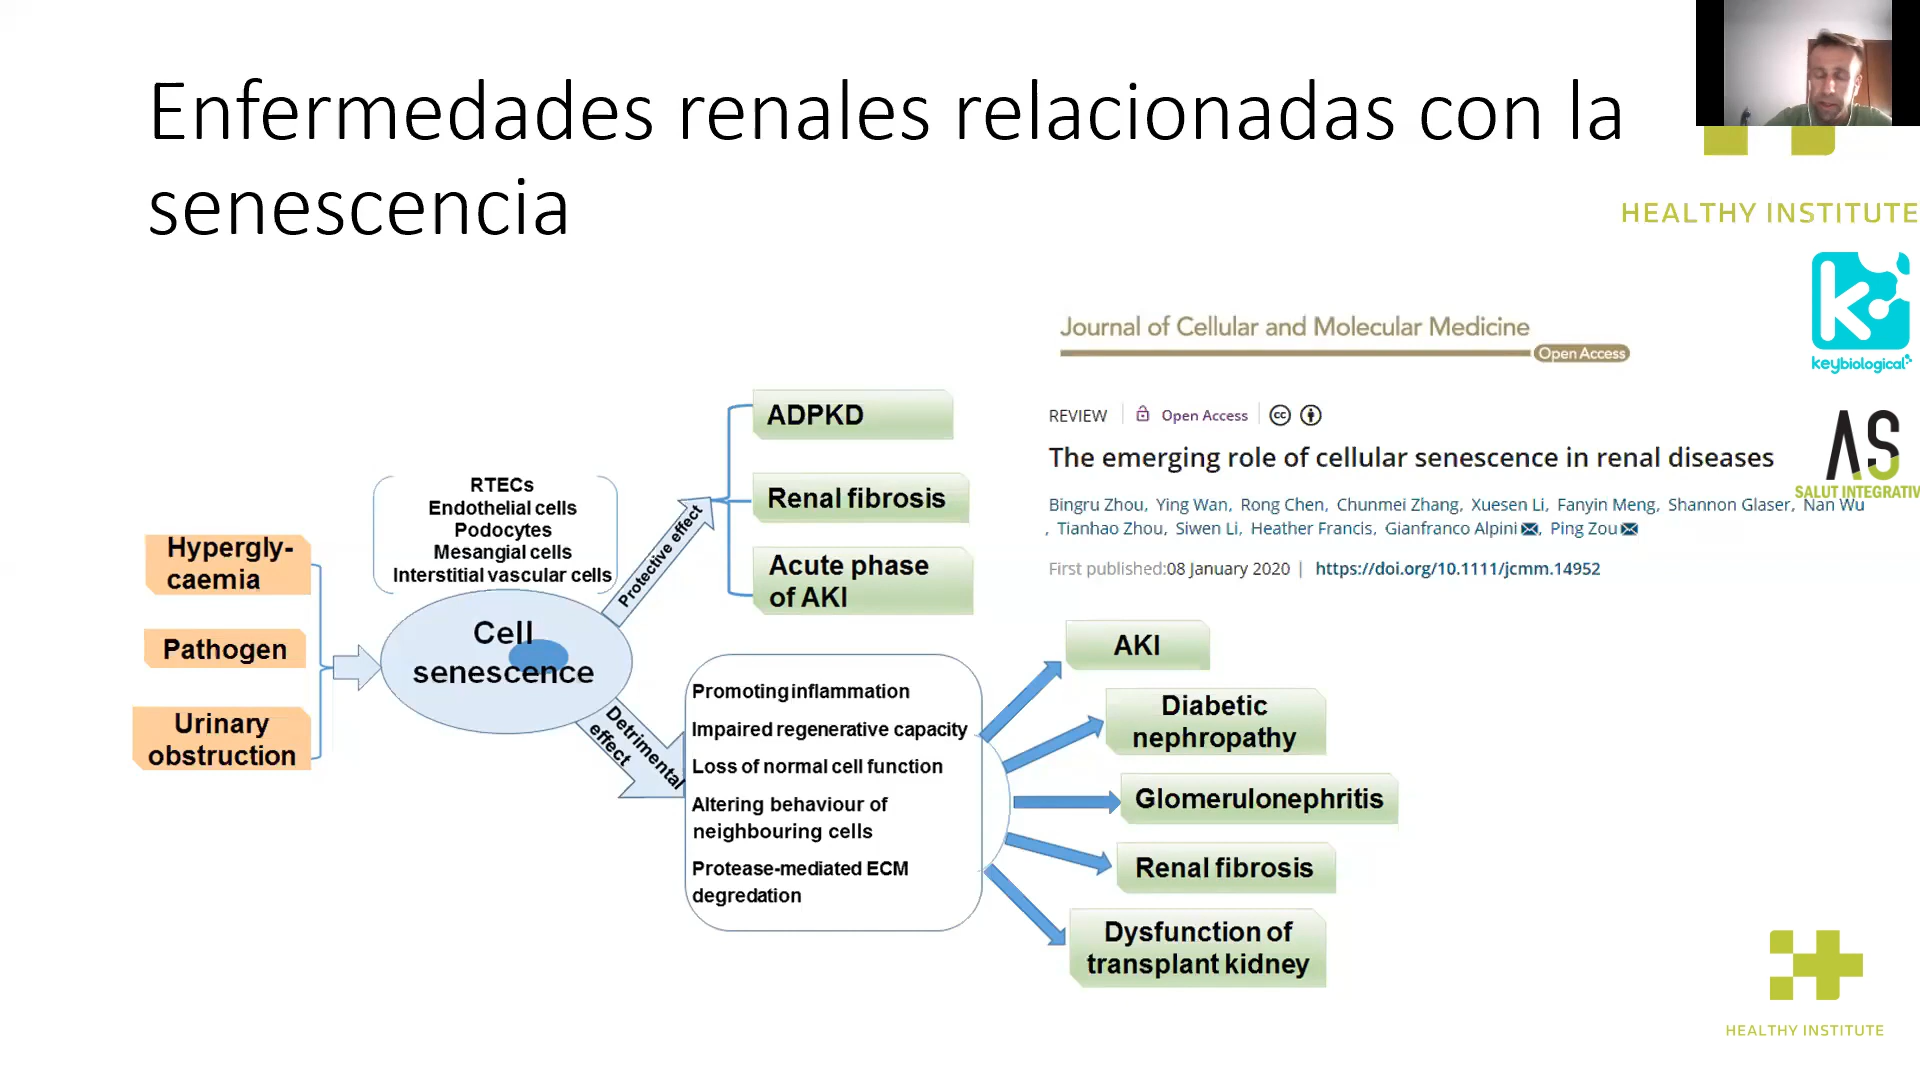 Enfermedades renales relacionadas con la
senescencia
HEALTHY INSTITUTE
keybiological
AS
SALUT INTEGRATIV
Journal of Cellular and Molecular Medicine
Open Access
REVIEW
Open Access
cc
The emerging role of cellular senescence in renal diseases
Bingru Zhou, Ying Wan, Rong Chen, Chunmei Zhang, Xuesen Li, Fanyin Meng, Shannon Glaser, Nan Wu
, Tianhao Zhou, Siwen Li, Heather Francis, Gianfranco Alpini, Ping Zou
First published:08 January 2020 | https://doi.org/10.1111/jcmm.14952
Hypergly-
caemia
Pathogen
Urinary
obstruction
RTECs
Endothelial cells
Podocytes
Mesangial cells
Interstitial vascular cells
Cell
senescence
Protective effect
ADPKD
Renal fibrosis
Acute phase
of AKI
Detrimental
effect
Promoting inflammation
Impaired regenerative capacity
Loss of normal cell function
Altering behaviour of
neighbouring cells
Protease-mediated ECM
degredation
AKI
Diabetic
nephropathy
Glomerulonephritis
Renal fibrosis
Dysfunction of
transplant kidney
HEALTHY INSTITUTE